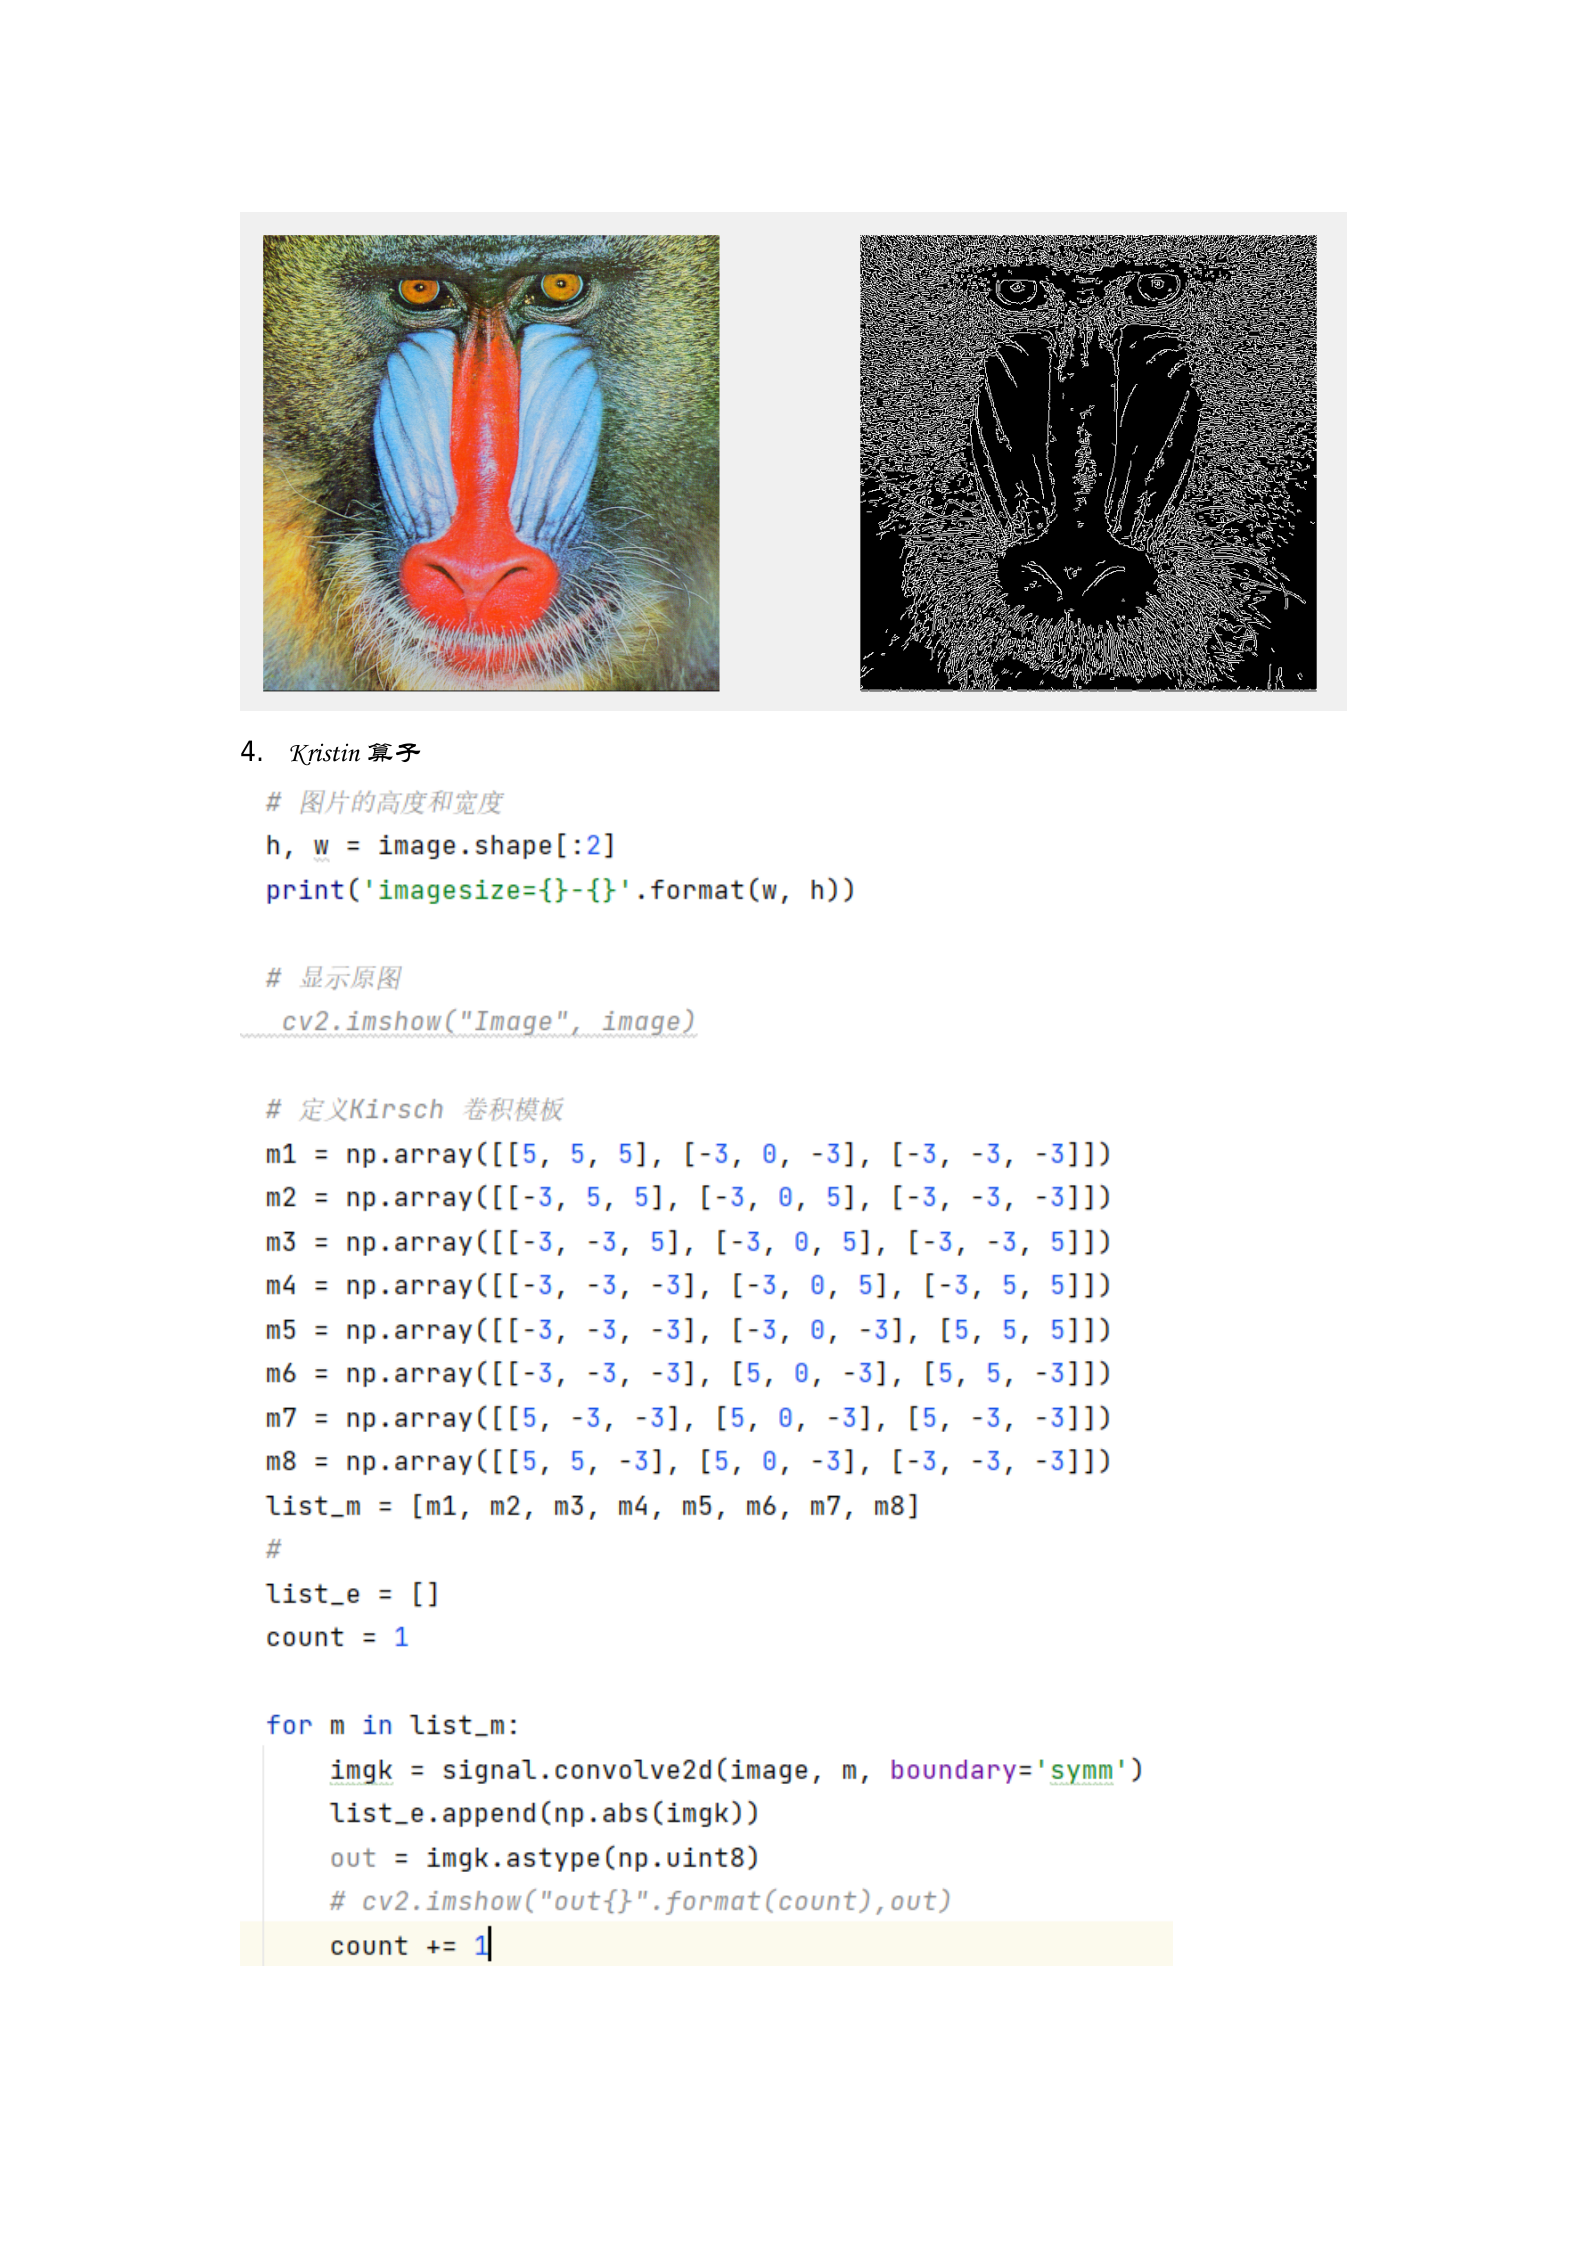 4. Kristin 算子
# 图片的高度和宽度
h, w = image.shape[:2]
print('imagesize={}-{}'.format(w, h))
# 显示原图
cv2.imshow("Image", image)
# 定义Kirsch 卷积模板
m1 = np.array([[5, 5, 5], [-3, 0, -3], [-3, -3, -3]])
m2 = np.array([[-3, 5, 5], [-3, 0, 5], [-3, -3, -3]])
m3 = np.array([[-3, -3, 5], [-3, 0, 5], [-3, -3, 5]])
m4 = np.array([[-3, -3, -3], [-3, 0, 5], [-3, 5, 5]])
m5 = np.array([[-3, -3, -3], [-3, 0, -3], [5, 5, 5]])
m6 = np.array([[-3, -3, -3], [5, 0, -3], [5, 5, -3]])
m7 = np.array([[5, -3, -3], [5, 0, -3], [5, -3, -3]])
m8 = np.array([[5, 5, -3], [5, 0, -3], [-3, -3, -3]])
list_m = [m1, m2, m3, m4, m5, m6, m7, m8]
#
list_e = []
count = 1
for m in list_m:
    imgk = signal.convolve2d(image, m, boundary='symm')
    list_e.append(np.abs(imgk))
    out = imgk.astype(np.uint8)
    # cv2.imshow("out{}".format(count),out)
    count += 1